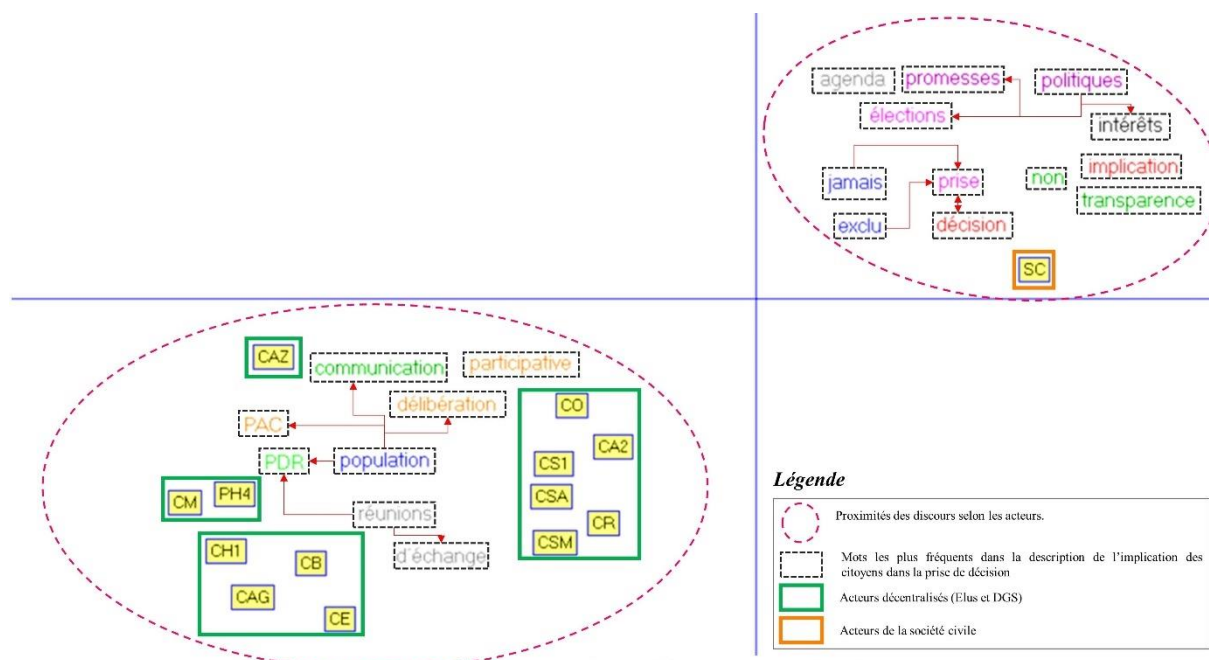 agenda promesses politiques
élections
intérêts
jamais prise non implication
transparence
exclu décision
SC
CAZ
communication participative
délibération
CO
PAC
CA2
PDR population CS1
CM PH4
CSA
réunions
CR
d'échange
CSM
CH1
CB
CAG
CE
Légende
Proximités des discours selon les acteurs.
Mots les plus fréquents dans la description de l'implication des
citoyens dans la prise de décision
Acteurs décentralisés (Elus et DGS)
Acteurs de la société civile